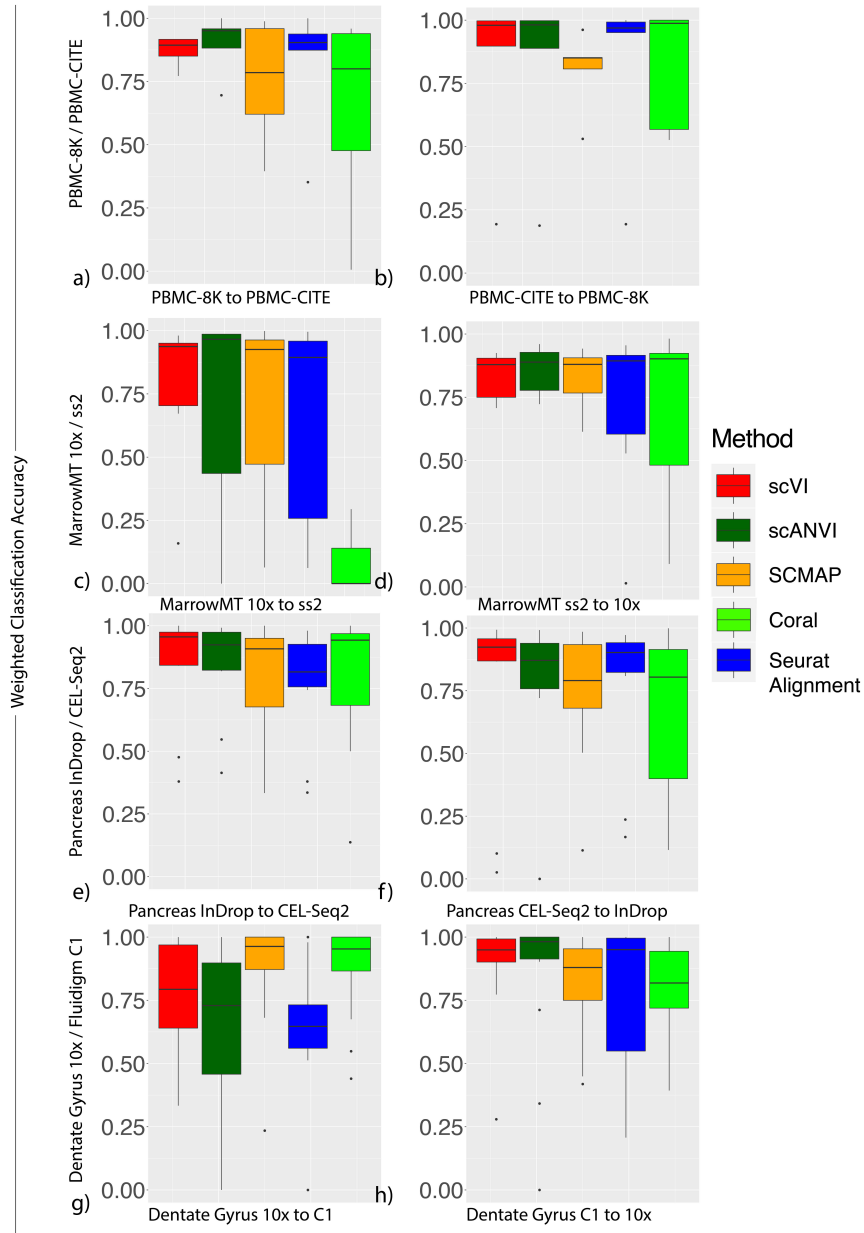 Weighted Classification Accuracy
PBMC-8K / PBMC-CITE
1.00
0.75
0.50
0.25
0.00
a)
PBMC-8K to PBMC-CITE
1.00
0.75
0.50
0.25
0.00
b)
PBMC-CITE to PBMC-8K
MarrowMT 10x / ss2
1.00
0.75
0.50
0.25
0.00
c)
MarrowMT 10x to ss2
1.00
0.75
0.50
0.25
0.00
d)
MarrowMT ss2 to 10x
Pancreas InDrop / CEL-Seq2
1.00
0.75
0.50
0.25
0.00
e)
Pancreas InDrop to CEL-Seq2
1.00
0.75
0.50
0.25
0.00
f)
Pancreas CEL-Seq2 to InDrop
Dentate Gyrus 10x / Fluidigm C1
1.00
0.75
0.50
0.25
0.00
g)
Dentate Gyrus 10x to C1
1.00
0.75
0.50
0.25
0.00
h)
Dentate Gyrus C1 to 10x
Method
scVI
scANVI
SCMAP
Coral
Seurat
Alignment